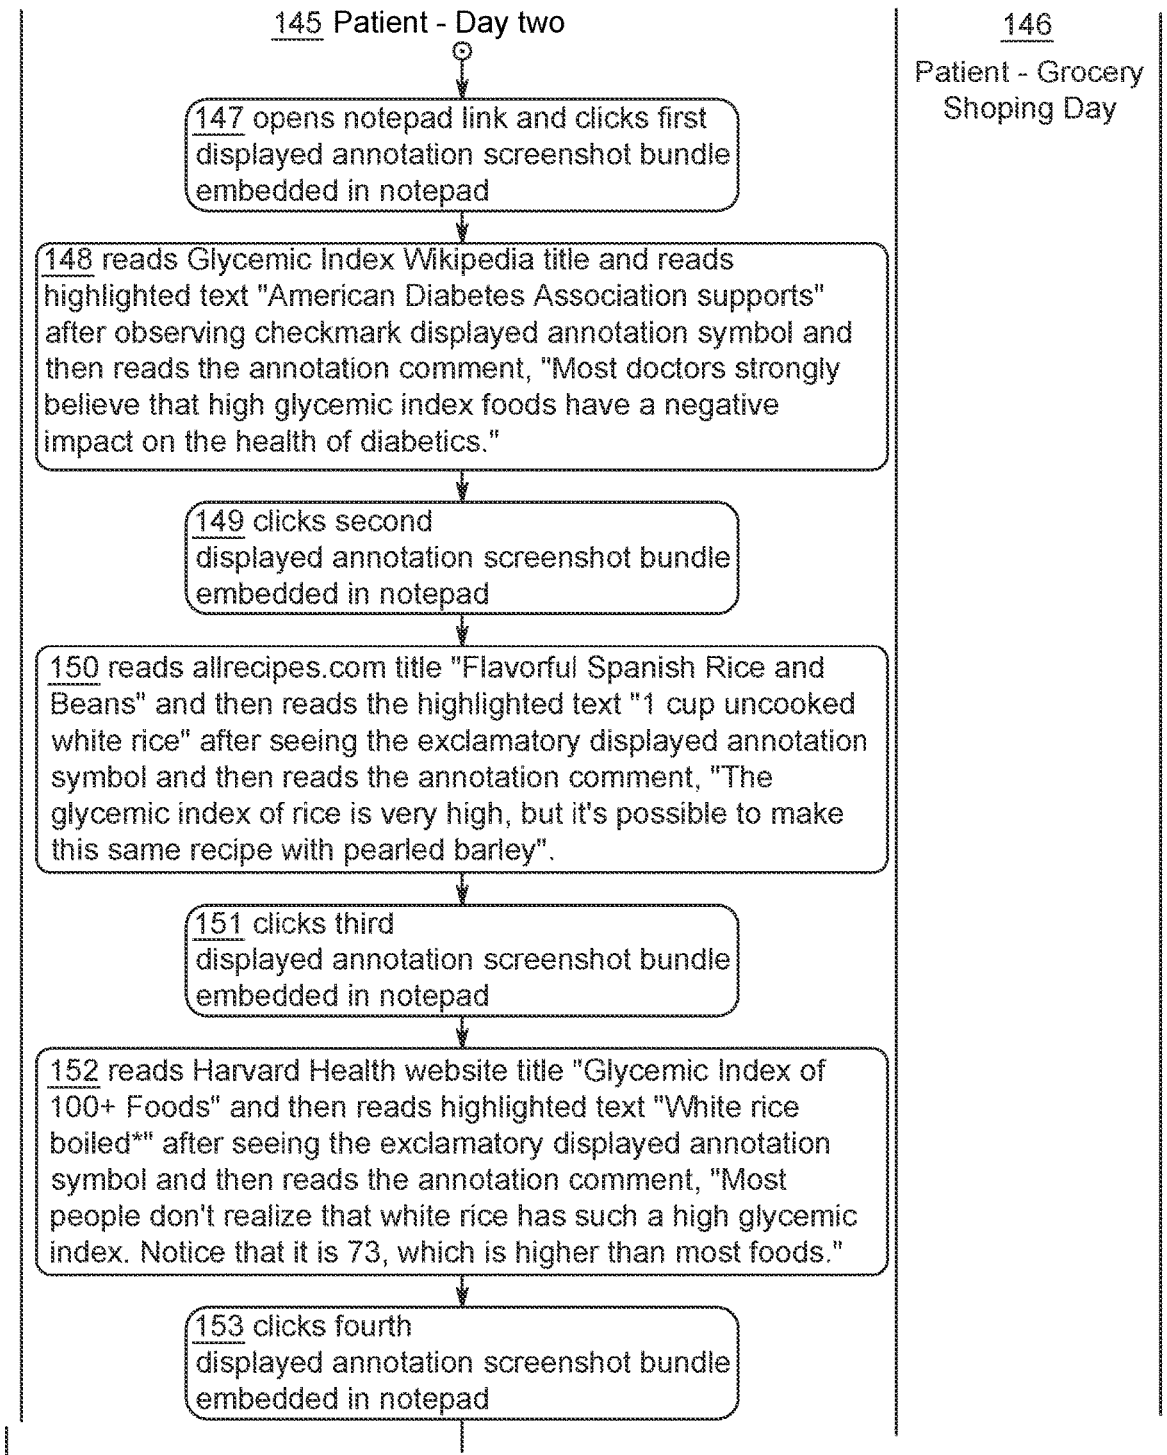 145 Patient - Day two
147 opens notepad link and clicks first
displayed annotation screenshot bundle
embedded in notepad
148 reads Glycemic Index Wikipedia title and reads
highlighted text "American Diabetes Association supports"
after observing checkmark displayed annotation symbol and
then reads the annotation comment, "Most doctors strongly
believe that high glycemic index foods have a negative
impact on the health of diabetics."
149 clicks second
displayed annotation screenshot bundle
embedded in notepad
150 reads allrecipes.com title "Flavorful Spanish Rice and
Beans" and then reads the highlighted text "1 cup uncooked
white rice" after seeing the exclamatory displayed annotation
symbol and then reads the annotation comment, "The
glycemic index of rice is very high, but it's possible to make
this same recipe with pearled barley".
151 clicks third
displayed annotation screenshot bundle
embedded in notepad
152 reads Harvard Health website title "Glycemic Index of
100+ Foods" and then reads highlighted text "White rice
boiled*" after seeing the exclamatory displayed annotation
symbol and then reads the annotation comment, "Most
people don't realize that white rice has such a high glycemic
index. Notice that it is 73, which is higher than most foods."
153 clicks fourth
displayed annotation screenshot bundle
embedded in notepad
146
Patient - Grocery
Shoping Day